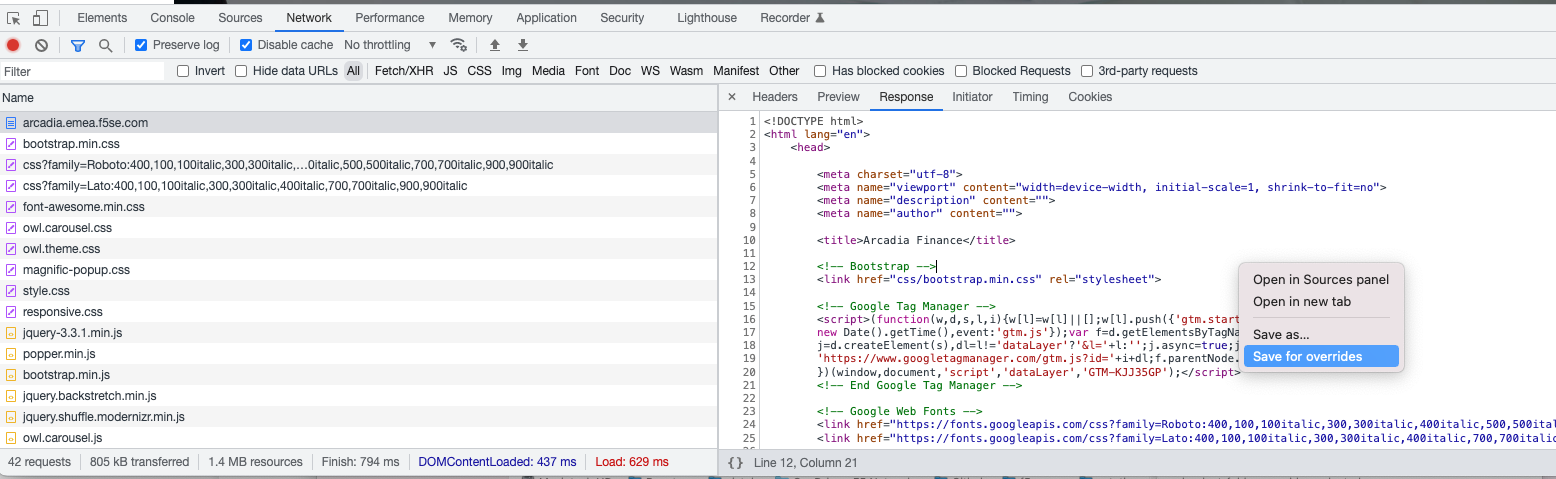 Elements Console Sources Network Performance Memory Application Security Lighthouse Recorder
Preserve log Disable cache No throttling
Filter Invert Hide data URLs All Fetch/XHR JS CSS Img Media Font Doc WS Wasm Manifest Other Has blocked cookies Blocked Requests 3rd-party requests
Name
arcadia.emea.f5se.com
bootstrap.min.css
css?family=Roboto:400,100,100italic,300,300italic,…0italic,500,500italic,700,700italic,900,900italic
css?family=Lato:400,100,100italic,300,300italic,400italic,700,700italic,900,900italic
font-awesome.min.css
owl.carousel.css
owl.theme.css
magnific-popup.css
style.css
responsive.css
jquery-3.3.1.min.js
popper.min.js
bootstrap.min.js
jquery.backstretch.min.js
jquery.shuffle.modernizr.min.js
owl.carousel.js
42 requests 805 kB transferred 1.4 MB resources Finish: 794 ms DOMContentLoaded: 437 ms Load: 629 ms
× Headers Preview Response Initiator Timing Cookies
1 <!DOCTYPE html>
2 <html lang="en">
3 <head>
4
5 <meta charset="utf-8">
6 <meta name="viewport" content="width=device-width, initial-scale=1, shrink-to-fit=no">
7 <meta name="description" content="">
8 <meta name="author" content="">
9
10 <title>Arcadia Finance</title>
11
12 <!-- Bootstrap -->
13 <link href="css/bootstrap.min.css" rel="stylesheet">
14
15 <!-- Google Tag Manager -->
16 <script>(function(w,d,s,l,i){w[l]=w[l]||[];w[l].push({'gtm.start
17 new Date().getTime(),event:'gtm.js'});var f=d.getElementsByTagNa
18 j=d.createElement(s),dl=l!='dataLayer'?'&l='+l:'';j.async=true;j
19 'https://www.googletagmanager.com/gtm.js?id='+i+dl;f.parentNode.
20 })(window,document,'script','dataLayer','GTM-KJJ35GP');</script>
21 <!-- End Google Tag Manager -->
22
23 <!-- Google Web Fonts -->
24 <link href="https://fonts.googleapis.com/css?family=Roboto:400,100,100italic,300,300italic,400italic,500,500ital
25 <link href="https://fonts.googleapis.com/css?family=Lato:400,100,100italic,300,300italic,400italic,700,700italic
Open in Sources panel
Open in new tab
Save as...
Save for overrides
{} Line 12, Column 21